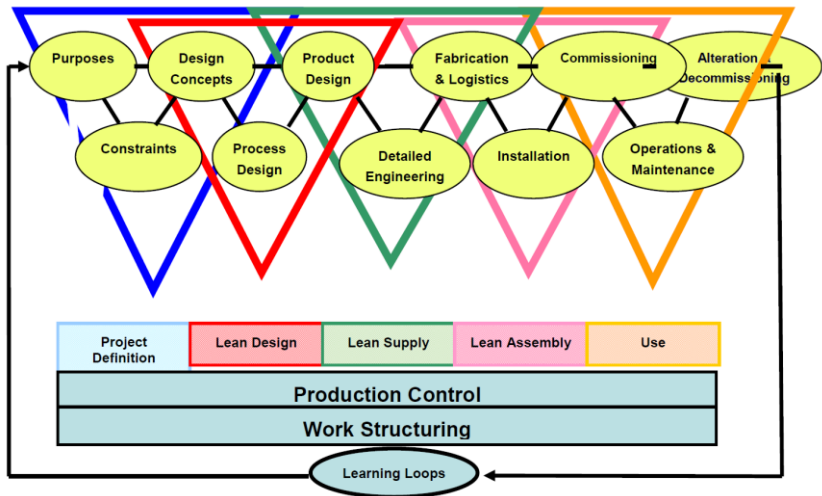 Purposes
Design
Concepts
Product
Design
Fabrication
& Logistics
Commissioning
Alteration &
Decommissioning
Constraints
Process
Design
Detailed
Engineering
Installation
Operations &
Maintenance
Project
Definition
Lean Design
Lean Supply
Lean Assembly
Use
Production Control
Work Structuring
Learning Loops